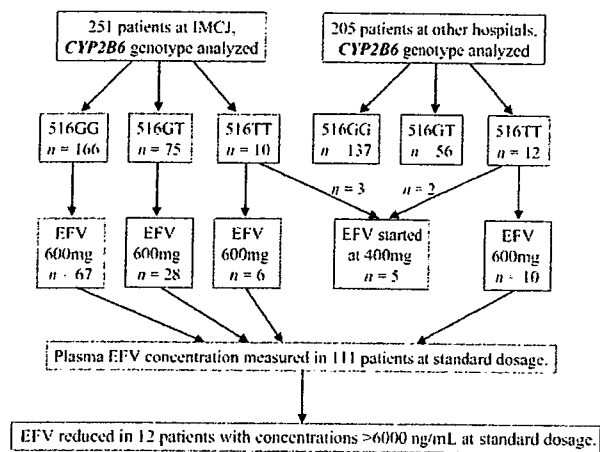 251 patients at IMCJ,
CYP2B6 genotype analyzed
205 patients at other hospitals.
CYP2B6 genotype analyzed
516GG
n = 166
516GT
n = 75
516TT
n = 10
516GG
n 137
516GT
n 56
516TT
n = 12
n = 3
n = 2
EFV
600mg
n - 67
EFV
600mg
n = 28
EFV
600mg
n = 6
EFV started
at 400mg
n = 5
EFV
600mg
n - 10
Plasma EFV concentration measured in 111 patients at standard dosage.
EFV reduced in 12 patients with concentrations >6000 ng/mL at standard dosage.